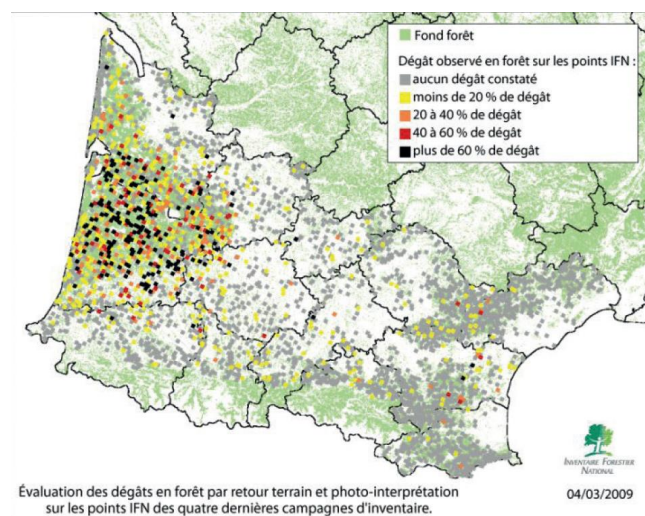 Fond forêt
Dégât observé en forêt sur les points IFN :
aucun dégât constaté
moins de 20 % de dégât
20 à 40 % de dégât
40 à 60 % de dégât
plus de 60 % de dégât
INVENTAIRE FORESTIER
NATIONAL
Évaluation des dégâts en forêt par retour terrain et photo-interprétation
sur les points IFN des quatre dernières campagnes d'inventaire.
04/03/2009